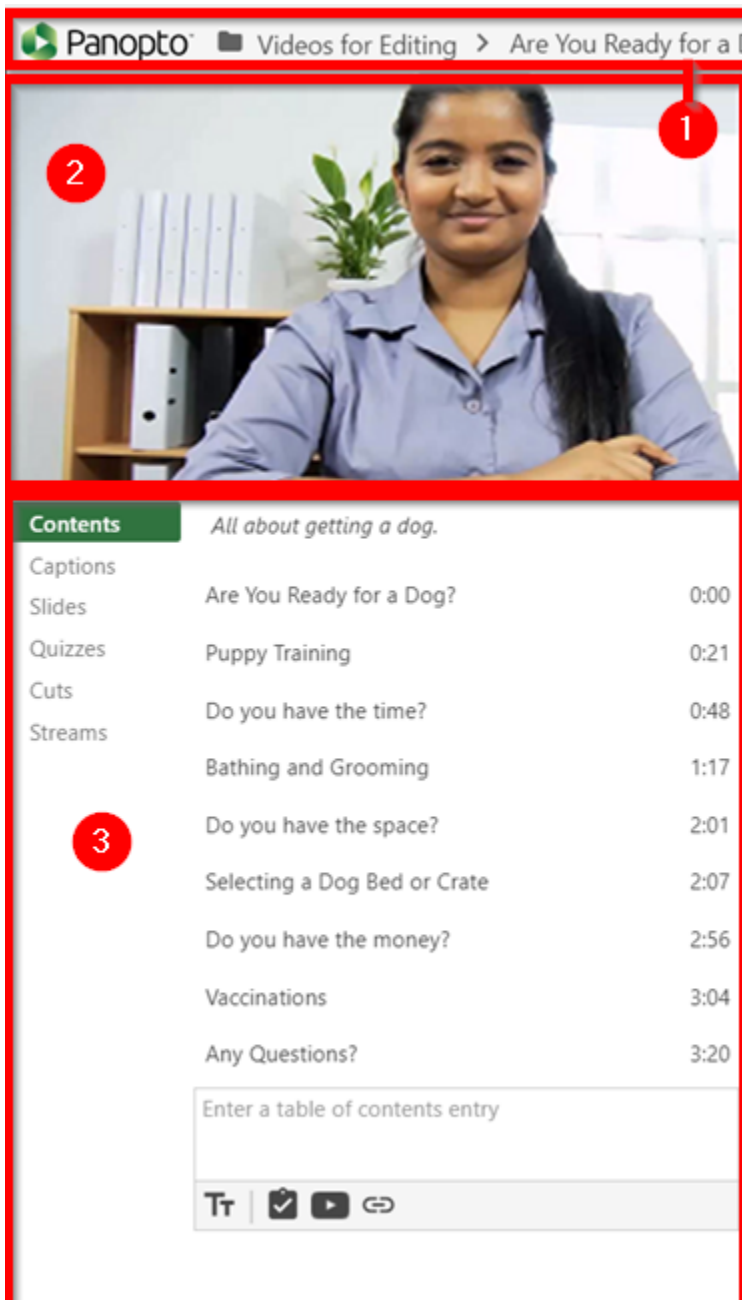 Panopto Videos for Editing > Are You Ready for a
1
2
Contents
All about getting a dog.
Captions
Are You Ready for a Dog? 0:00
Slides
Quizzes
Puppy Training 0:21
Cuts
Do you have the time? 0:48
Streams
Bathing and Grooming 1:17
3
Do you have the space? 2:01
Selecting a Dog Bed or Crate 2:07
Do you have the money? 2:56
Vaccinations 3:04
Any Questions? 3:20
Enter a table of contents entry
TT